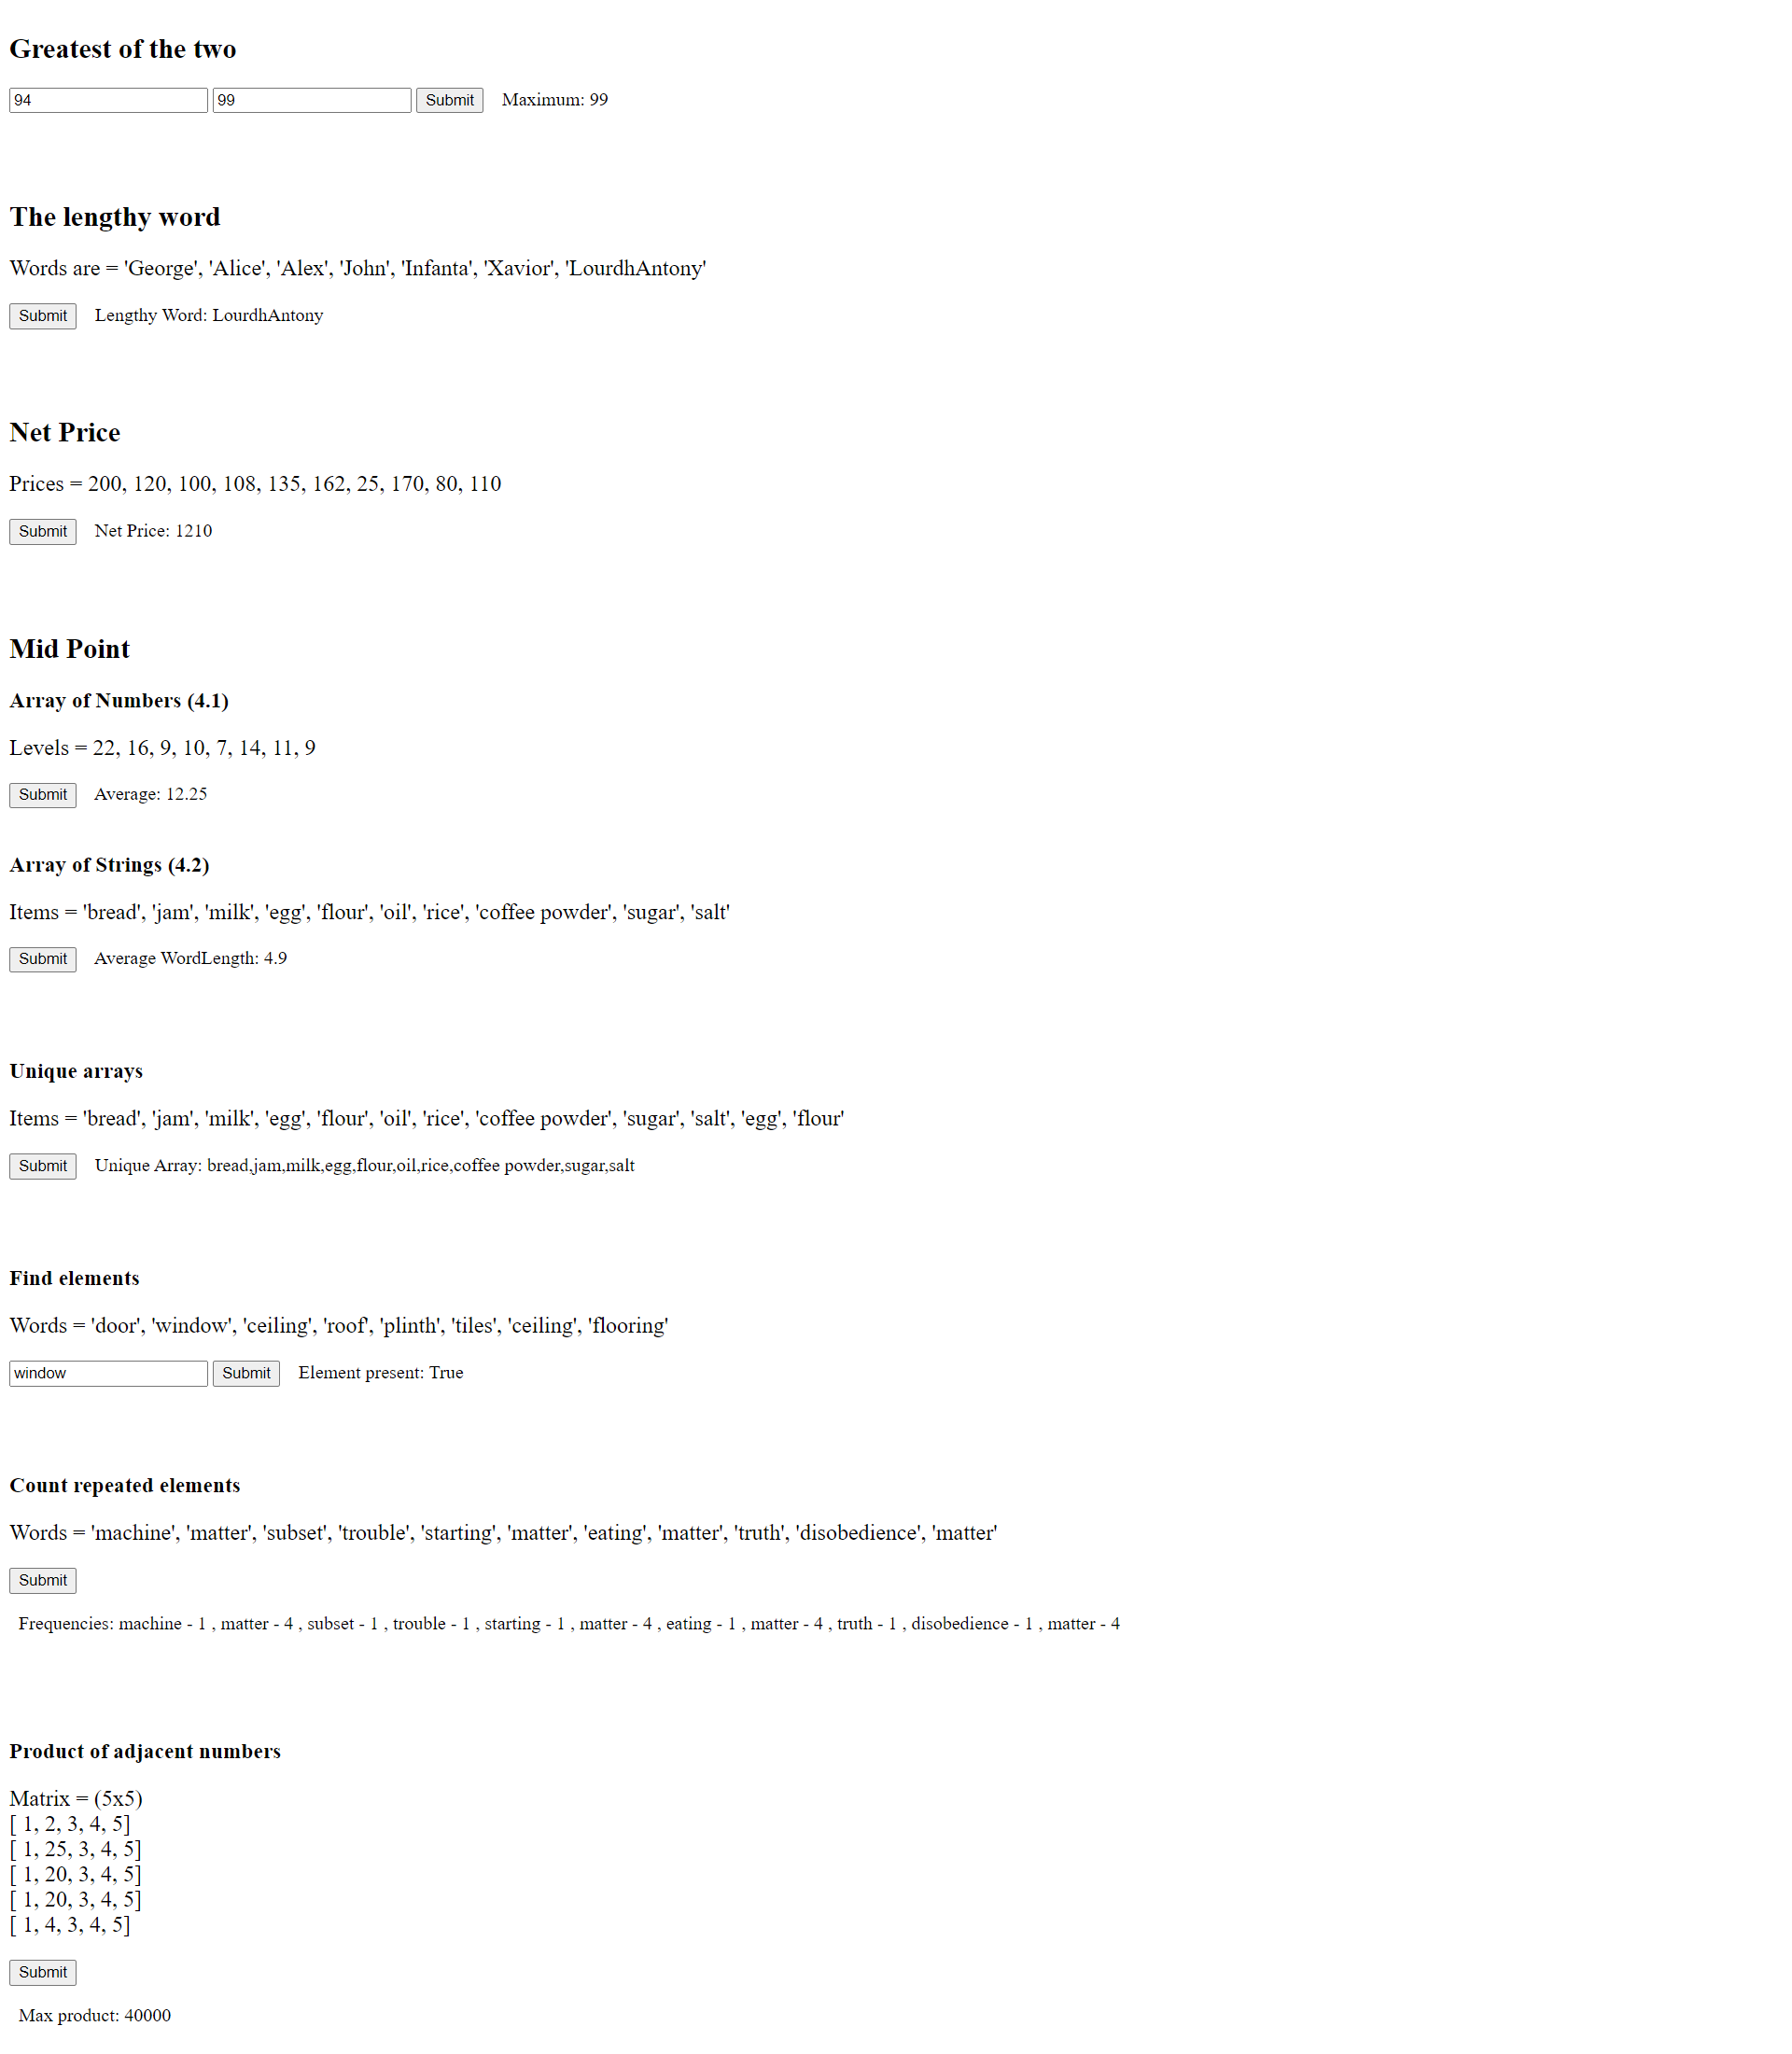 Greatest of the two
94 99 Submit Maximum: 99
The lengthy word
Words are = 'George', 'Alice', 'Alex', 'John', 'Infanta', 'Xavior', 'LourdhAntony'
Submit Lengthy Word: LourdhAntony
Net Price
Prices = 200, 120, 100, 108, 135, 162, 25, 170, 80, 110
Submit Net Price: 1210
Mid Point
Array of Numbers (4.1)
Levels = 22, 16, 9, 10, 7, 14, 11, 9
Submit Average: 12.25
Array of Strings (4.2)
Items = 'bread', 'jam', 'milk', 'egg', 'flour', 'oil', 'rice', 'coffee powder', 'sugar', 'salt'
Submit Average WordLength: 4.9
Unique arrays
Items = 'bread', 'jam', 'milk', 'egg', 'flour', 'oil', 'rice', 'coffee powder', 'sugar', 'salt', 'egg', 'flour'
Submit Unique Array: bread,jam,milk,egg,flour,oil,rice,coffee powder,sugar,salt
Find elements
Words = 'door', 'window', 'ceiling', 'roof', 'plinth', 'tiles', 'ceiling', 'flooring'
window Submit Element present: True
Count repeated elements
Words = 'machine', 'matter', 'subset', 'trouble', 'starting', 'matter', 'eating', 'matter', 'truth', 'disobedience', 'matter'
Submit
Frequencies: machine - 1 , matter - 4 , subset - 1 , trouble - 1 , starting - 1 , matter - 4 , eating - 1 , matter - 4 , truth - 1 , disobedience - 1 , matter - 4
Product of adjacent numbers
Matrix = (5x5)
[ 1, 2, 3, 4, 5]
[ 1, 25, 3, 4, 5]
[ 1, 20, 3, 4, 5]
[ 1, 20, 3, 4, 5]
[ 1, 4, 3, 4, 5]
Submit
Max product: 40000